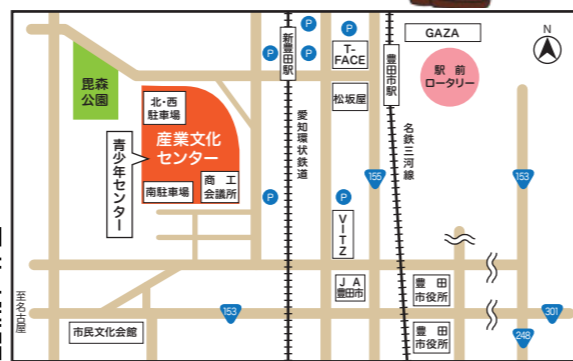 GAZA
N
新豊田駅
P
P
P
T-
FACE
豊田市駅
駅前
ロータリー
毘森
公園
北・西
駐車場
松坂屋
産業文化
センター
愛知環状鉄道
名鉄三河線
青少年センター
155
153
南駐車場
商工
会議所
P
P
VITZ
至名古屋
JA
豊田市
豊田
市役所
153
301
市民文化会館
豊田
市役所
248